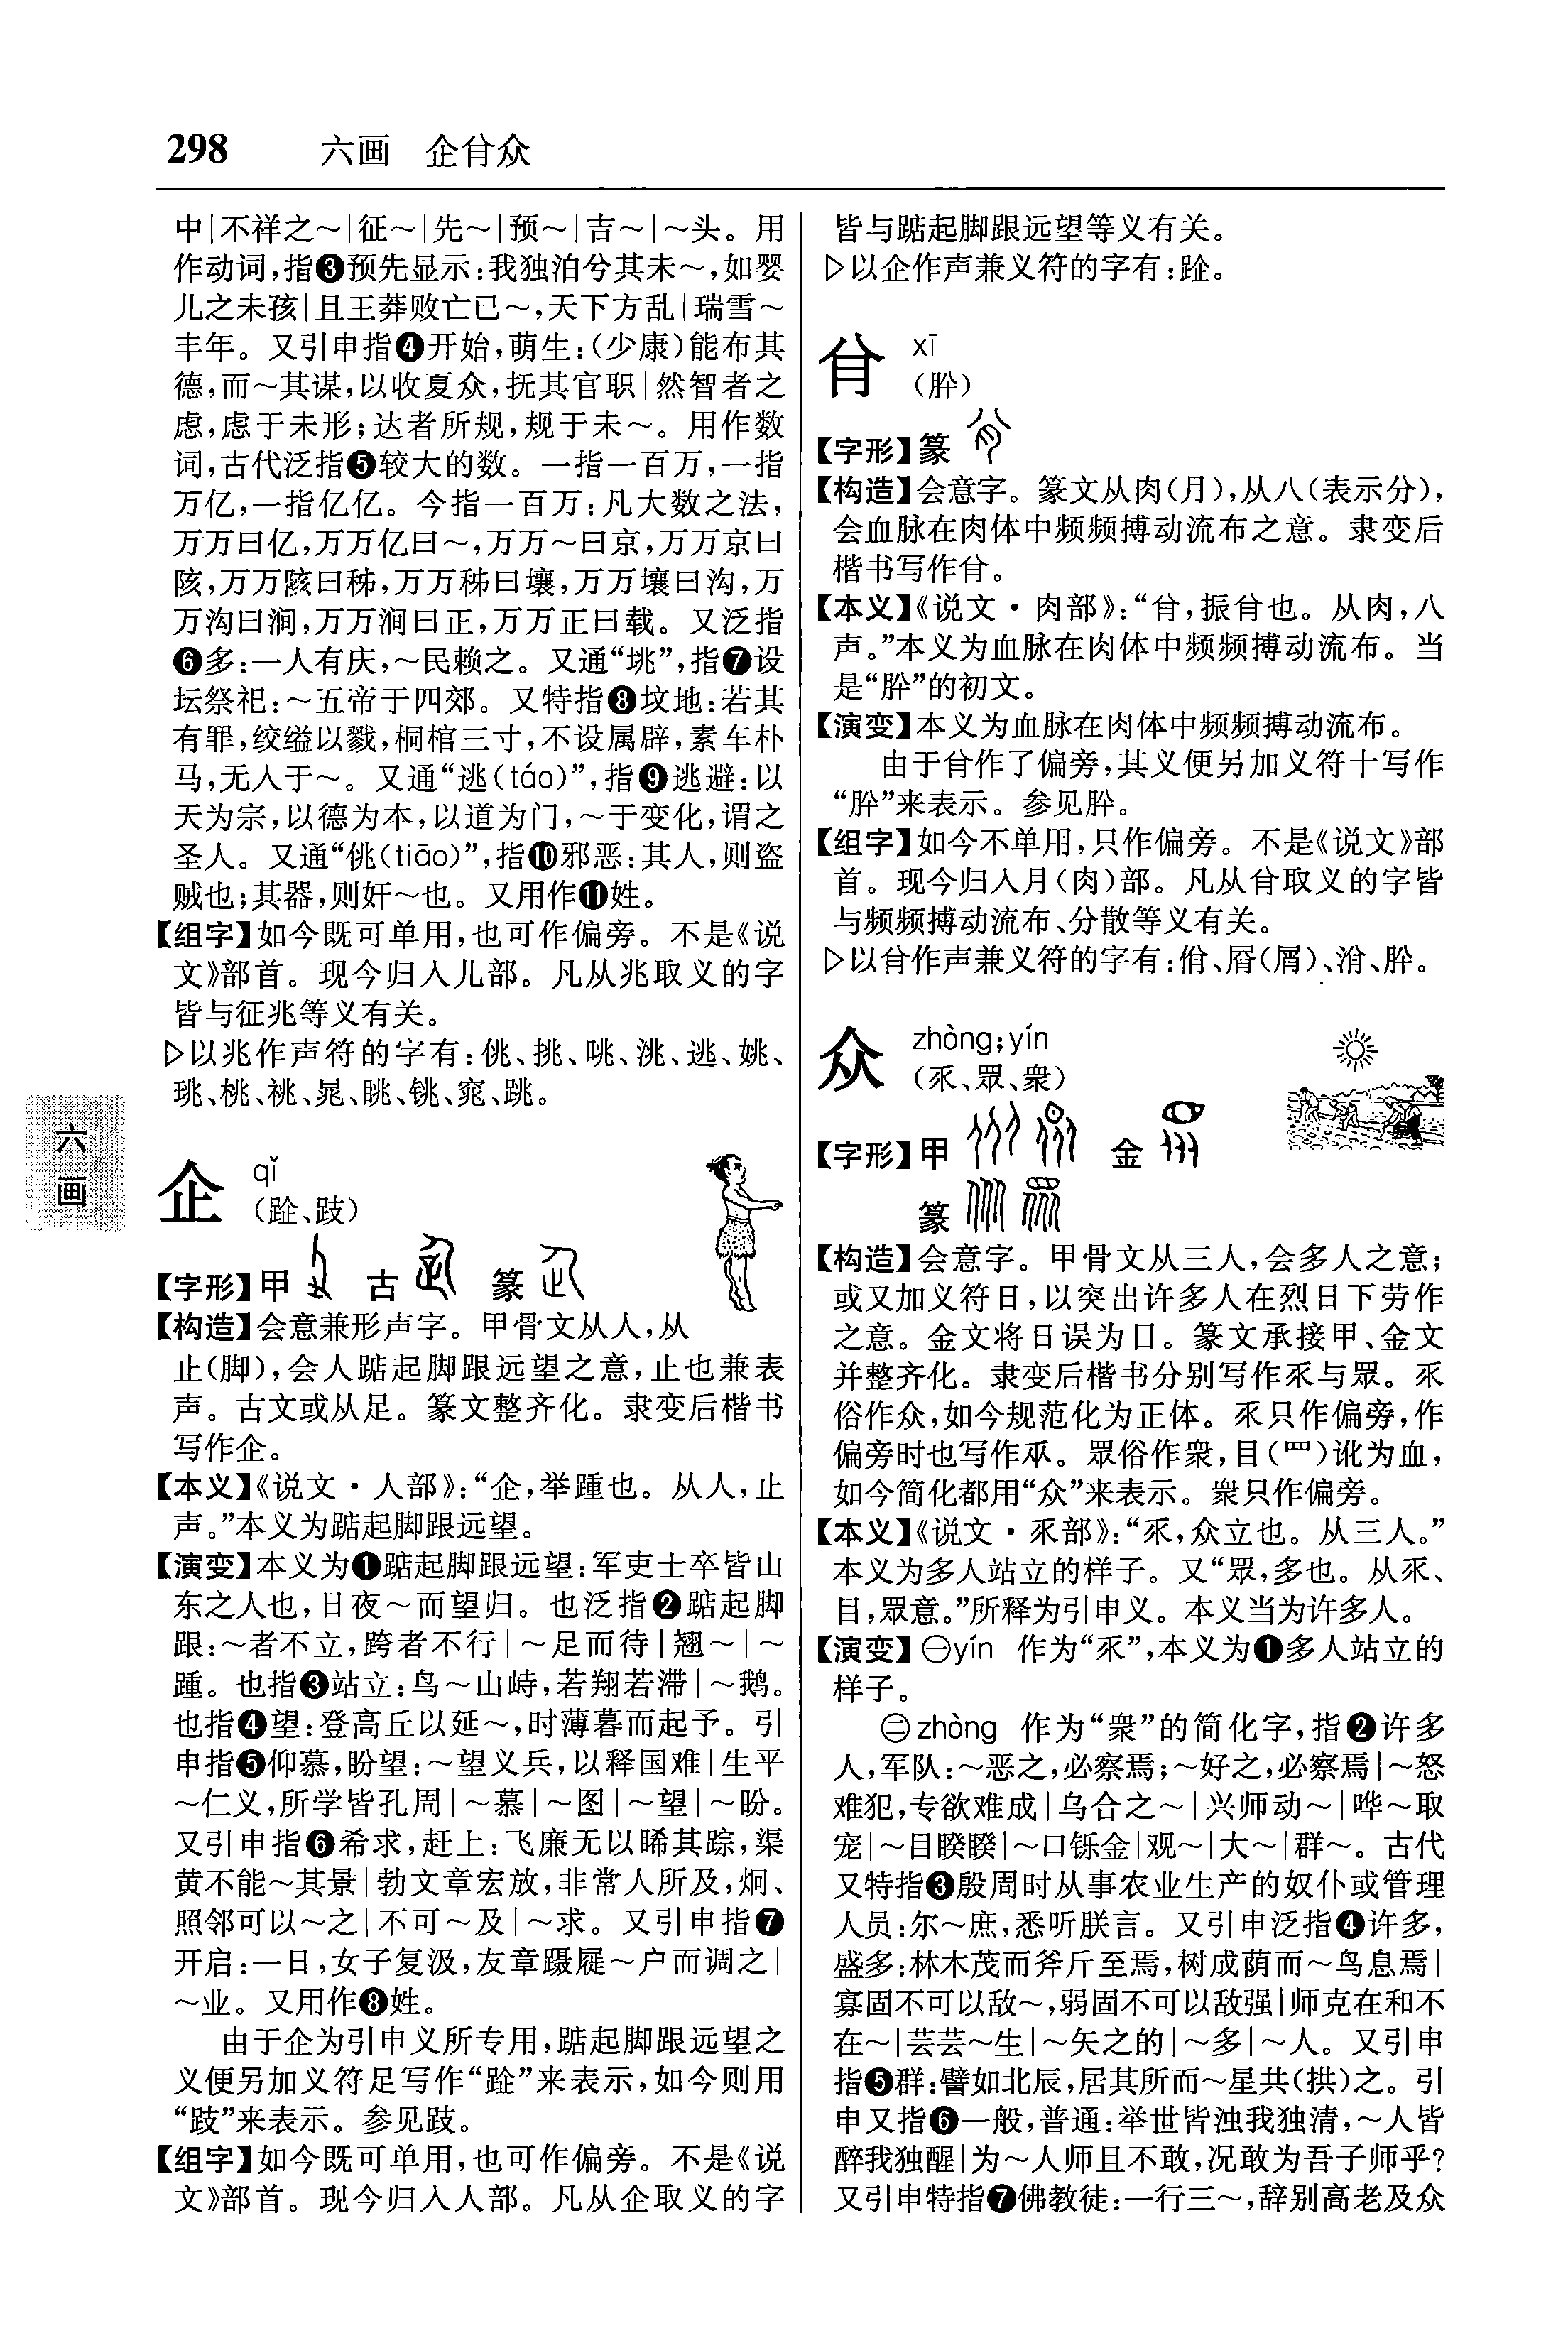 298 六画 企㕣众
中|不祥之～|征～|先～|预～|吉～|～头。用
作动词,指❸预先显示:我独泊兮其未～,如婴
儿之未孩|且王莽败亡已～,天下方乱|瑞雪～
丰年。又引申指❹开始,萌生:(少康)能布其
德,而～其谋,以收夏众,抚其官职|然智者之
虑,虑于未形;达者所规,规于未～。用作数
词,古代泛指❺较大的数。一指一百万,一指
万亿,一指亿亿。今指一百万:凡大数之法,
万万曰亿,万万亿曰～,万万～曰京,万万京曰
陔,万万陔曰秭,万万秭曰壤,万万壤曰沟,万
万沟曰涧,万万涧曰正,万万正曰载。又泛指
❻多:一人有庆,～民赖之。又通“垗”,指❼设
坛祭祀:～五帝于四郊。又特指❽坟地:若其
有罪,绞缢以戮,桐棺三寸,不设属辟,素车朴
马,无入于～。又通“逃(táo)”,指❾逃避:以
天为宗,以德为本,以道为门,～于变化,谓之
圣人。又通“佻(tiāo)”,指❿邪恶:其人,则盗
贼也;其器,则奸～也。又用作⓫姓。
【组字】如今既可单用,也可作偏旁。不是《说
文》部首。现今归入儿部。凡从兆取义的字
皆与征兆等义有关。
▷以兆作声符的字有:佻、挑、咷、洮、逃、姚、
珧、桃、祧、晁、眺、铫、窕、跳。
六
画
企 qǐ
(跂、跂)
【字形】甲 古 篆
【构造】会意兼形声字。甲骨文从人,从
止(脚),会人踮起脚跟远望之意,止也兼表
声。古文或从足。篆文整齐化。隶变后楷书
写作企。
【本义】《说文·人部》:“企,举踵也。从人,止
声。”本义为踮起脚跟远望。
【演变】本义为❶踮起脚跟远望:军吏士卒皆山
东之人也,日夜～而望归。也泛指❷踮起脚
跟:～者不立,跨者不行|～足而待|翘～|～
踵。也指❸站立:鸟～山峙,若翔若滞|～鹅。
也指❹望:登高丘以延～,时薄暮而起予。引
申指❺仰慕,盼望:～望义兵,以释国难|生平
～仁义,所学皆孔周|～慕|～图|～望|～盼。
又引申指❻希求,赶上:飞廉无以睎其踪,渠
黄不能～其景|勃文章宏放,非常人所及,炯、
照邻可以～之|不可～及|～求。又引申指❼
开启:一日,女子复汲,友章蹑屣～户而调之|
～业。又用作❽姓。
由于企为引申义所专用,踮起脚跟远望之
义便另加义符足写作“𨀔”来表示,如今则用
“跂”来表示。参见跂。
【组字】如今既可单用,也可作偏旁。不是《说
文》部首。现今归入人部。凡从企取义的字
皆与踮起脚跟远望等义有关。
▷以企作声兼义符的字有:𨀔。
肸 xī
(肸)
【字形】篆
【构造】会意字。篆文从肉(月),从八(表示分),
会血脉在肉体中频频搏动流布之意。隶变后
楷书写作㕣。
【本义】《说文·肉部》:“㕣,振㕣也。从肉,八
声。”本义为血脉在肉体中频频搏动流布。当
是“肸”的初文。
【演变】本义为血脉在肉体中频频搏动流布。
由于㕣作了偏旁,其义便另加义符十写作
“肸”来表示。参见肸。
【组字】如今不单用,只作偏旁。不是《说文》部
首。现今归入月(肉)部。凡从㕣取义的字皆
与频频搏动流布、分散等义有关。
▷以㕣作声兼义符的字有:佾、屑(屑)、㳙、肸。
众 zhòng;yín
(乑、眾、衆)
【字形】甲 金
篆
【构造】会意字。甲骨文从三人,会多人之意;
或又加义符日,以突出许多人在烈日下劳作
之意。金文将日误为目。篆文承接甲、金文
并整齐化。隶变后楷书分别写作乑与眾。乑
俗作众,如今规范化为正体。乑只作偏旁,作
偏旁时也写作乑。眾俗作衆,目(罒)讹为血,
如今简化都用“众”来表示。衆只作偏旁。
【本义】《说文·乑部》:“乑,众立也。从三人。”
本义为多人站立的样子。又“眾,多也。从乑、
目,眾意。”所释为引申义。本义当为许多人。
【演变】㊀yín 作为“乑”,本义为❶多人站立的
样子。
㊁zhòng 作为“衆”的简化字,指❷许多
人,军队:～恶之,必察焉;～好之,必察焉|～怒
难犯,专欲难成|乌合之～|兴师动～|哗～取
宠|～目睽睽|～口铄金|观～|大～|群～。古代
又特指❸殷周时从事农业生产的奴仆或管理
人员:尔～庶,悉听朕言。又引申泛指❹许多,
盛多:林木茂而斧斤至焉,树成荫而～鸟息焉|
寡固不可以敌～,弱固不可以敌强|师克在和不
在～|芸芸～生|～矢之的|～多|～人。又引申
指❺群:譬如北辰,居其所而～星共(拱)之。引
申又指❻一般,普通:举世皆浊我独清,～人皆
醉我独醒|为～人师且不敢,况敢为吾子师乎?
又引申特指❼佛教徒:一行三～,辞别高老及众